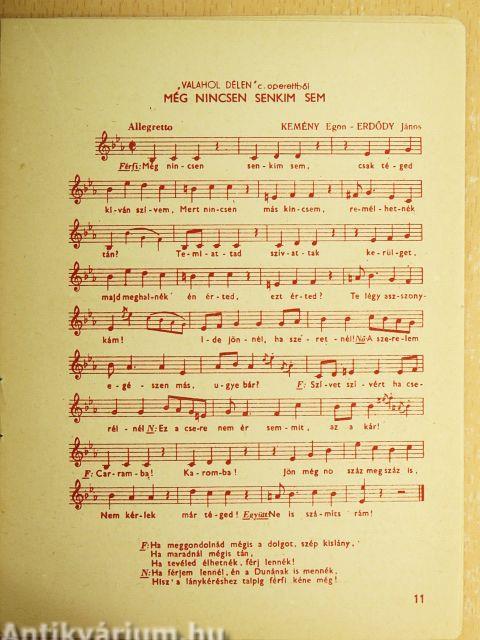 „VALAHOL DÉLEN" c. operettből
MÉG NINCSEN SENKIM SEM
Allegretto KEMÉNY Egon - ERDŐDY János
Férfi: Még nin-csen sen-kim sem, csak té-ged
kí-ván szí-vem, Mert nin-csen más kin-csem, re-mél-het-nék
tán? Te-mi-at-tad szív-at-tak ke-rül-get,
majd meghal-nék én ér-ted, ezt ér-ted? Te légy asz-szony-
kám! I-de jön-nél, ha sze-ret-nél! Nő: A sze-re-lem
e-gé-szen más, u-gye bár? F: Szí-vet szí-vért ha cse-
rél-nél N: Ez a cse-re nem ér sem-mit, az a kár!
F: Car-ram-ba! Ka-rom-ba! Jön még no száz meg száz is,
Nem kér-lek már té-ged! Együtt: Ne is szá-míts rám!
F: Ha meggondolnád mégis a dolgot, szép kislány,
Ha maradnál mégis tán,
Ha teveled élhetnék, férj lennék!
N: Ha férjem lennél, én a Dunának is mennék,
Hisz' a lánykéréshez talpig férfi kéne még!
11
Antikvárium.hu